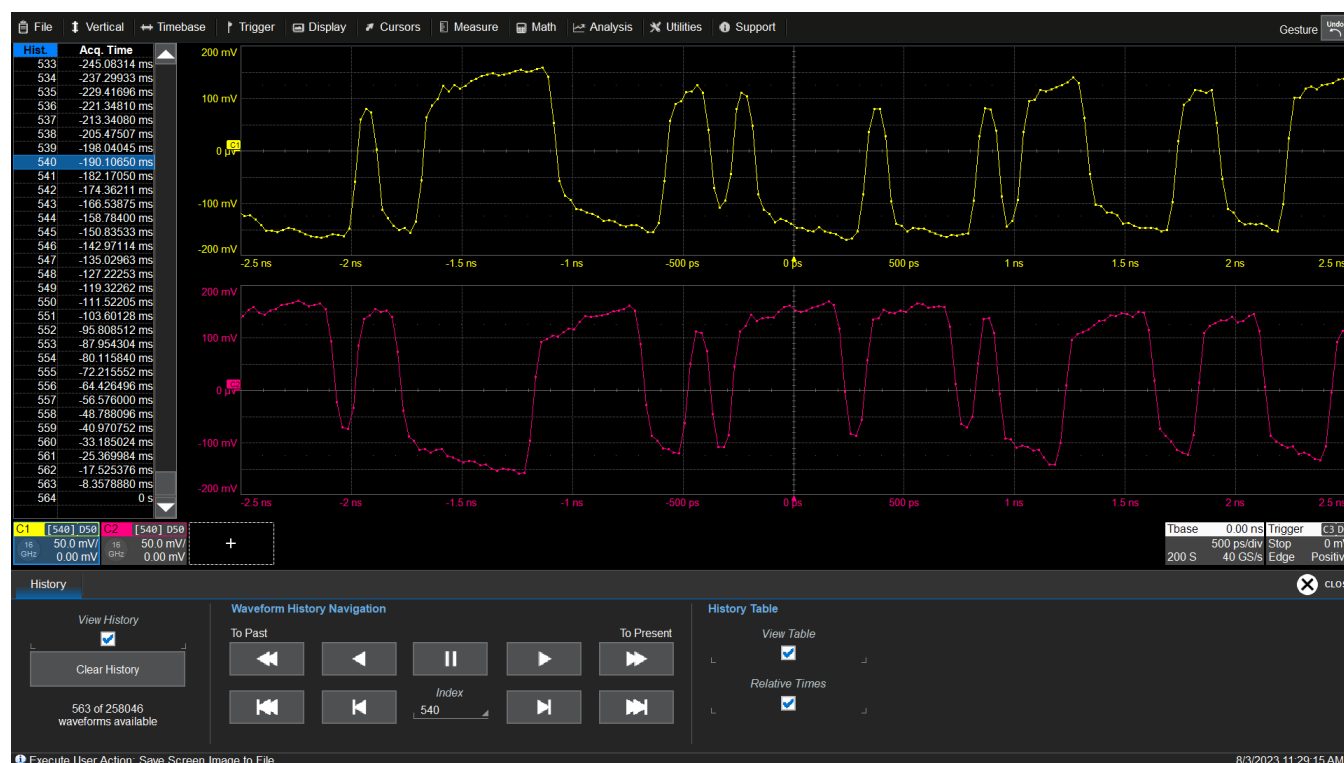 File Vertical Timebase Trigger Display Cursors Measure Math Analysis Utilities Support Gesture Undo
Hist. Acq. Time
533 -245.08314 ms
534 -237.29933 ms
535 -229.41696 ms
536 -221.34810 ms
537 -213.34080 ms
538 -205.47507 ms
539 -198.04045 ms
540 -190.10650 ms
541 -182.17050 ms
542 -174.36211 ms
543 -166.53875 ms
544 -158.78400 ms
545 -150.83533 ms
546 -142.97114 ms
547 -135.02963 ms
548 -127.22253 ms
549 -119.32262 ms
550 -111.52205 ms
551 -103.60128 ms
552 -95.808512 ms
553 -87.954304 ms
554 -80.115840 ms
555 -72.215552 ms
556 -64.426496 ms
557 -56.576000 ms
558 -48.788096 ms
559 -40.970752 ms
560 -33.185024 ms
561 -25.369984 ms
562 -17.525376 ms
563 -8.3578880 ms
564 0 s
200 mV
100 mV
C1
0 µV
-100 mV
-200 mV
-2.5 ns -2 ns -1.5 ns -1 ns -500 ps 0 ps 500 ps 1 ns 1.5 ns 2 ns 2.5 ns
200 mV
100 mV
C2
0 µV
-100 mV
-200 mV
-2.5 ns -2 ns -1.5 ns -1 ns -500 ps 0 ps 500 ps 1 ns 1.5 ns 2 ns 2.5 ns
C1 [540] D50 C2 [540] D50
16 GHz 50.0 mV/ 16 GHz 50.0 mV/
0.00 mV 0.00 mV
+
Tbase 0.00 ns Trigger C3 D
500 ps/div Stop 0 m
200 S 40 GS/s Edge Positiv
History
CLOS
View History
Clear History
563 of 258046
waveforms available
Waveform History Navigation
To Past To Present
Index
540
History Table
View Table
Relative Times
Execute User Action: Save Screen Image to File
8/3/2023 11:29:15 AM